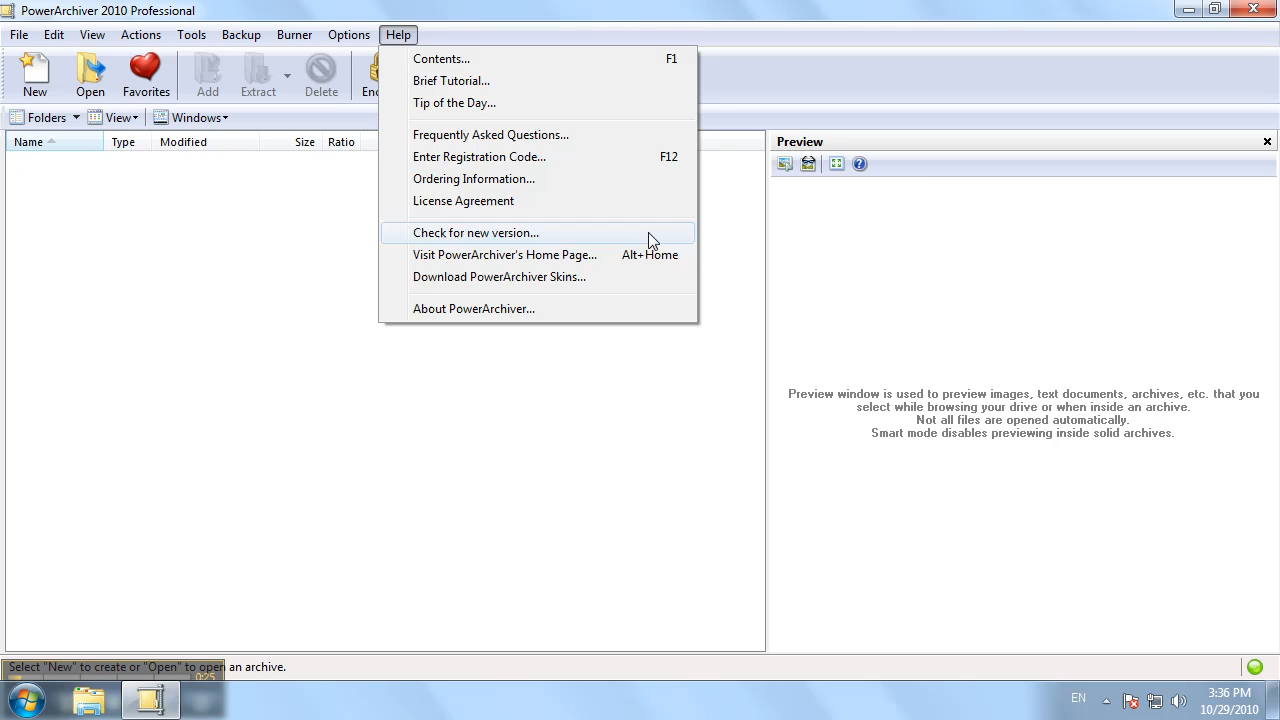 PowerArchiver 2010 Professional
File Edit View Actions Tools Backup Burner Options Help
New Open Favorites Add Extract Delete
Folders View Windows
Name Type Modified Size Ratio
Contents... F1
Brief Tutorial...
Tip of the Day...
Frequently Asked Questions...
Enter Registration Code... F12
Ordering Information...
License Agreement
Check for new version...
Visit PowerArchiver's Home Page... Alt+Home
Download PowerArchiver Skins...
About PowerArchiver...
Preview
Preview window is used to preview images, text documents, archives, etc. that you
select while browsing your drive or when inside an archive.
Not all files are opened automatically.
Smart mode disables previewing inside solid archives.
Select "New" to create or "Open" to open an archive.
0:25
EN
3:36 PM
10/29/2010